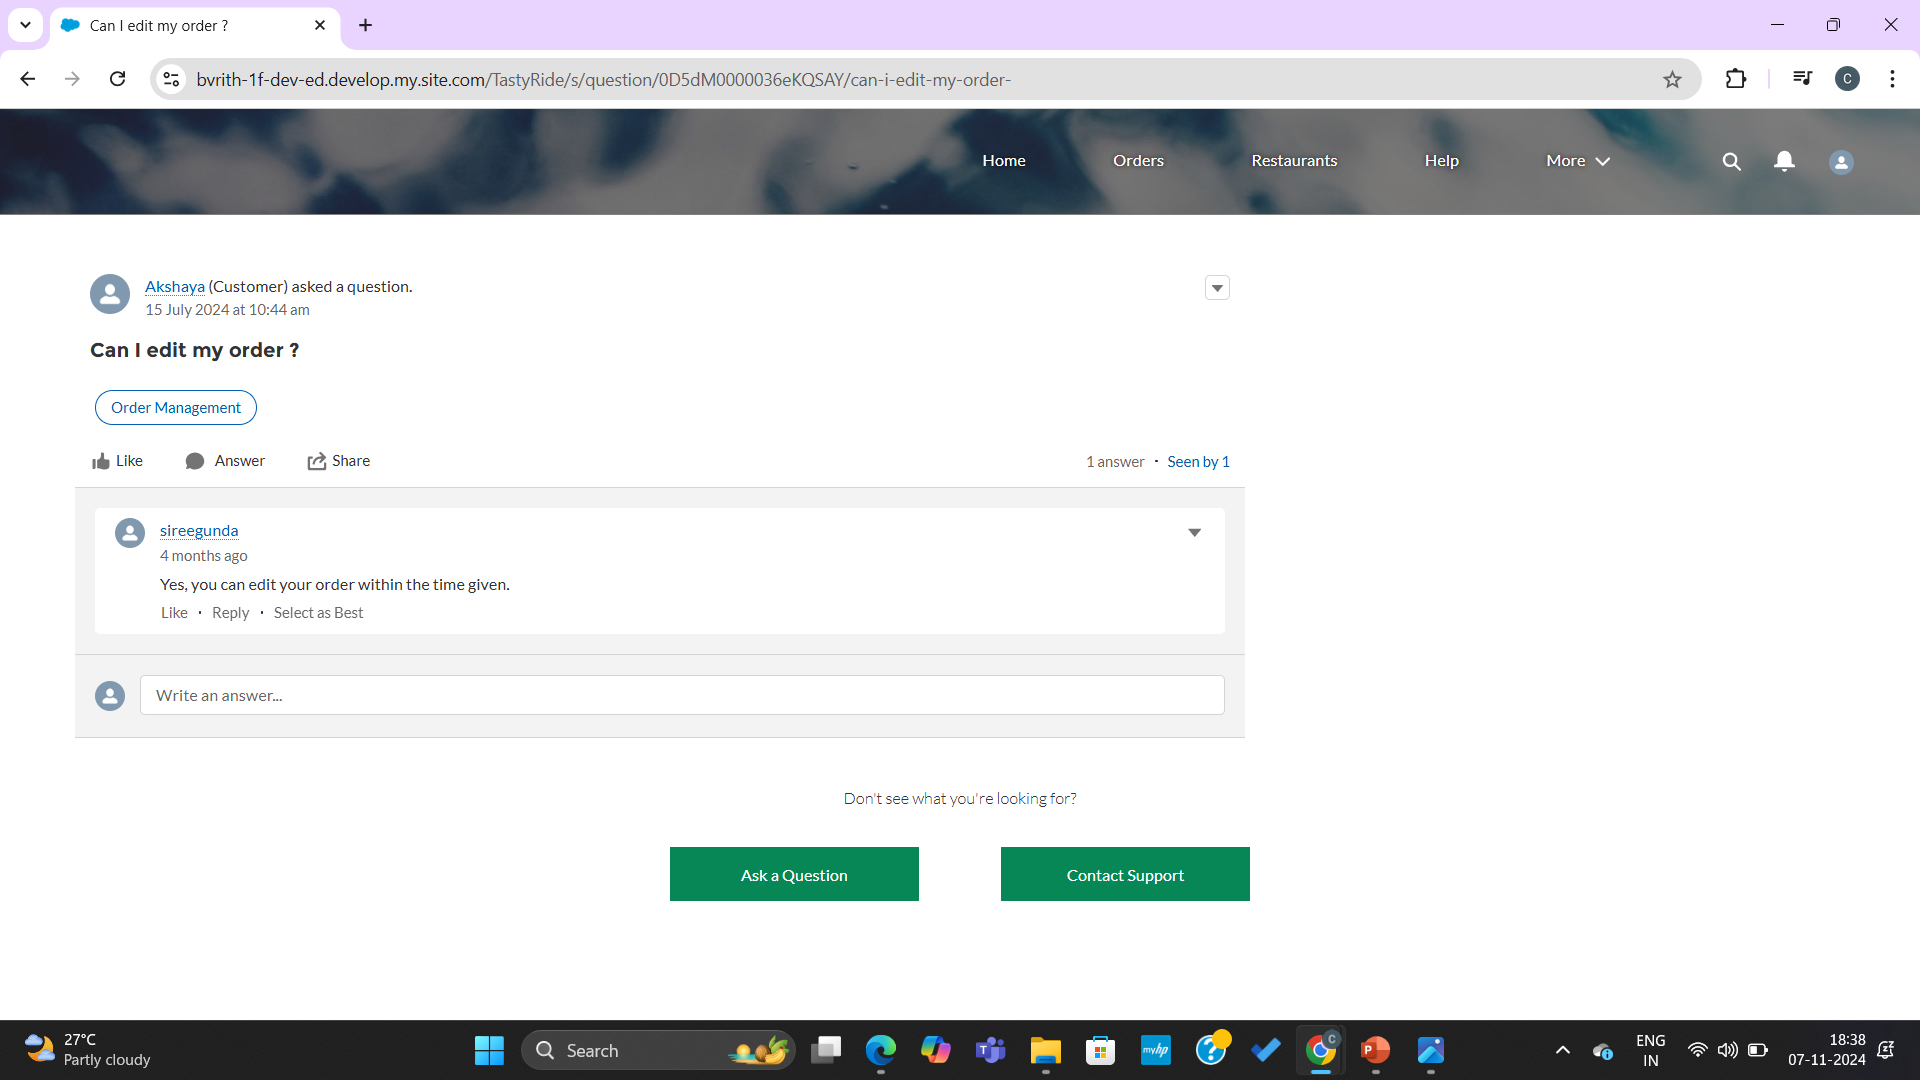 Can I edit my order ?
bvrith-1f-dev-ed.develop.my.site.com/TastyRide/s/question/0D5dM0000036eKQSAY/can-i-edit-my-order-
C
Home Orders Restaurants Help More
Akshaya (Customer) asked a question.
15 July 2024 at 10:44 am
Can I edit my order ?
Order Management
Like Answer Share 1 answer · Seen by 1
sireegunda
4 months ago
Yes, you can edit your order within the time given.
Like · Reply · Select as Best
Write an answer...
Don't see what you're looking for?
Ask a Question Contact Support
27°C
Partly cloudy
Search
myhp
C
ENG
IN
18:38
07-11-2024